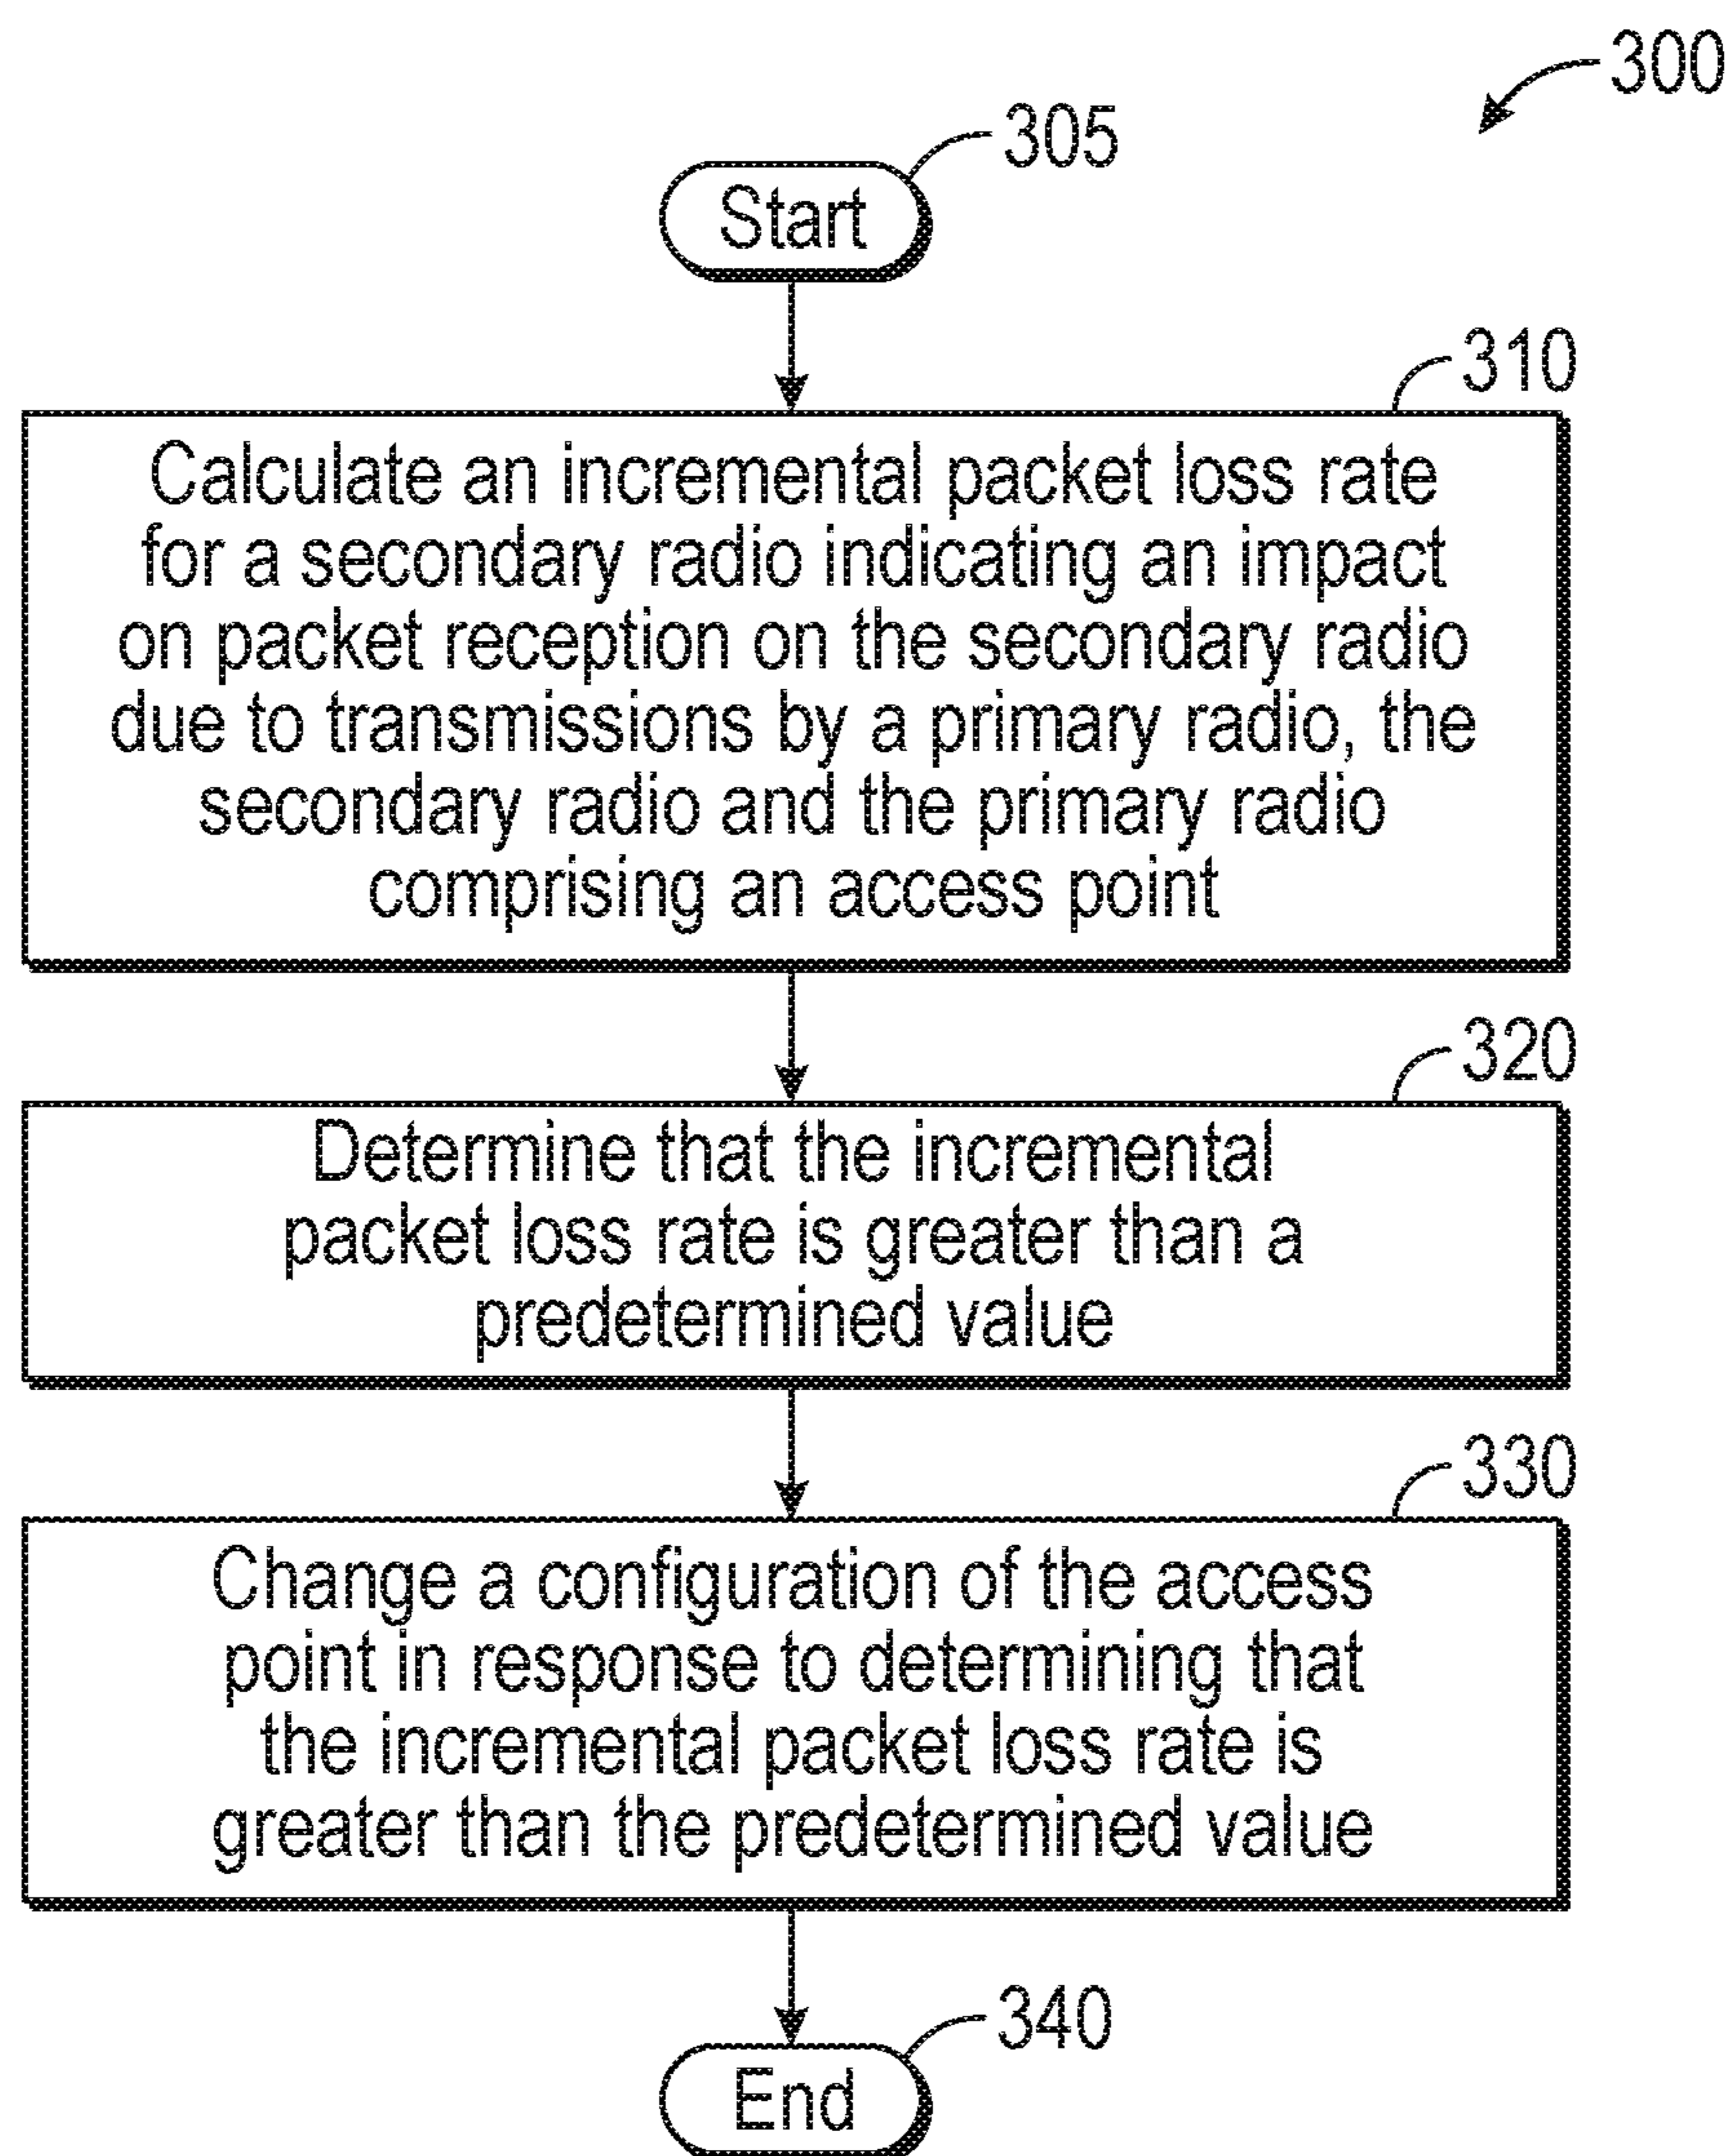 300
305
Start
310
Calculate an incremental packet loss rate
for a secondary radio indicating an impact
on packet reception on the secondary radio
due to transmissions by a primary radio, the
secondary radio and the primary radio
comprising an access point
320
Determine that the incremental
packet loss rate is greater than a
predetermined value
330
Change a configuration of the access
point in response to determining that
the incremental packet loss rate is
greater than the predetermined value
340
End